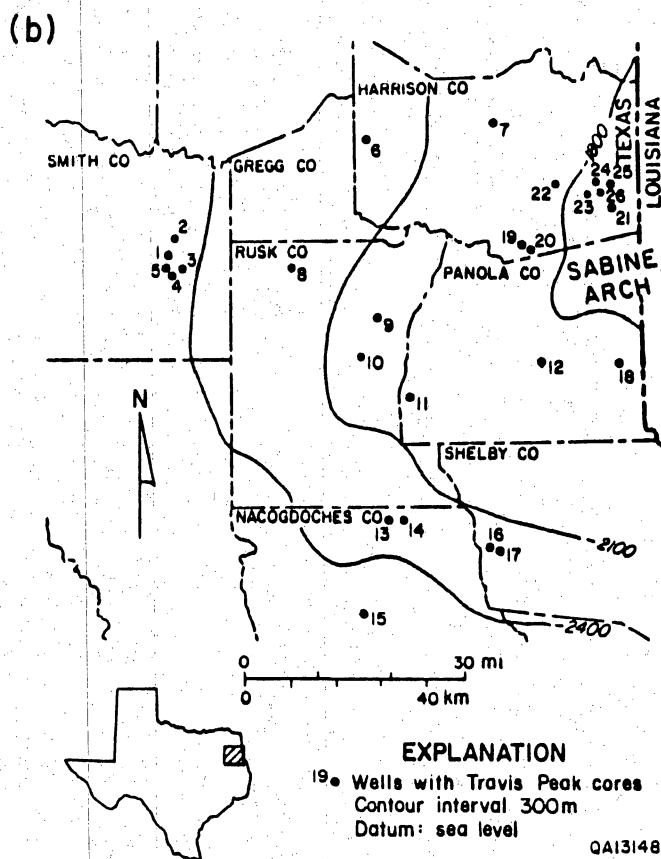 (b)
HARRISON CO
TEXAS
LOUISIANA
1800
SMITH CO
GREGG CO
6
7
24
25
22
23
26
21
2
1
3
5
4
RUSK CO
8
19
20
PANOLA CO
SABINE
ARCH
9
10
12
18
11
N
SHELBY CO
NACOGDOCHES CO
13
14
16
17
2100
15
2400
0
30 mi
0
40 km
EXPLANATION
19 Wells with Travis Peak cores
Contour interval 300m
Datum: sea level
QA13148